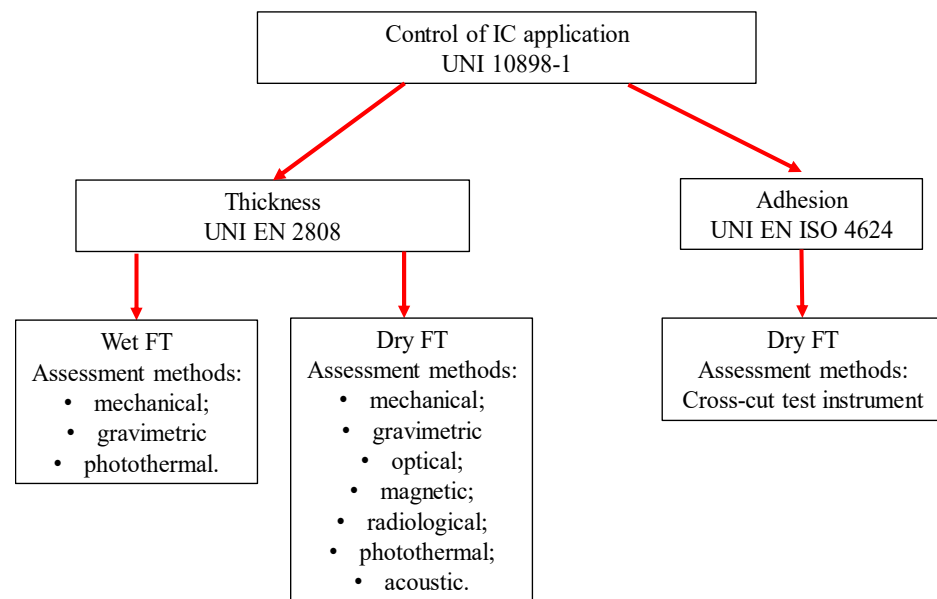 Control of IC application
UNI 10898-1
Thickness
UNI EN 2808
Adhesion
UNI EN ISO 4624
Wet FT
Assessment methods:
• mechanical;
• gravimetric
• photothermal.
Dry FT
Assessment methods:
• mechanical;
• gravimetric
• optical;
• magnetic;
• radiological;
• photothermal;
• acoustic.
Dry FT
Assessment methods:
Cross-cut test instrument